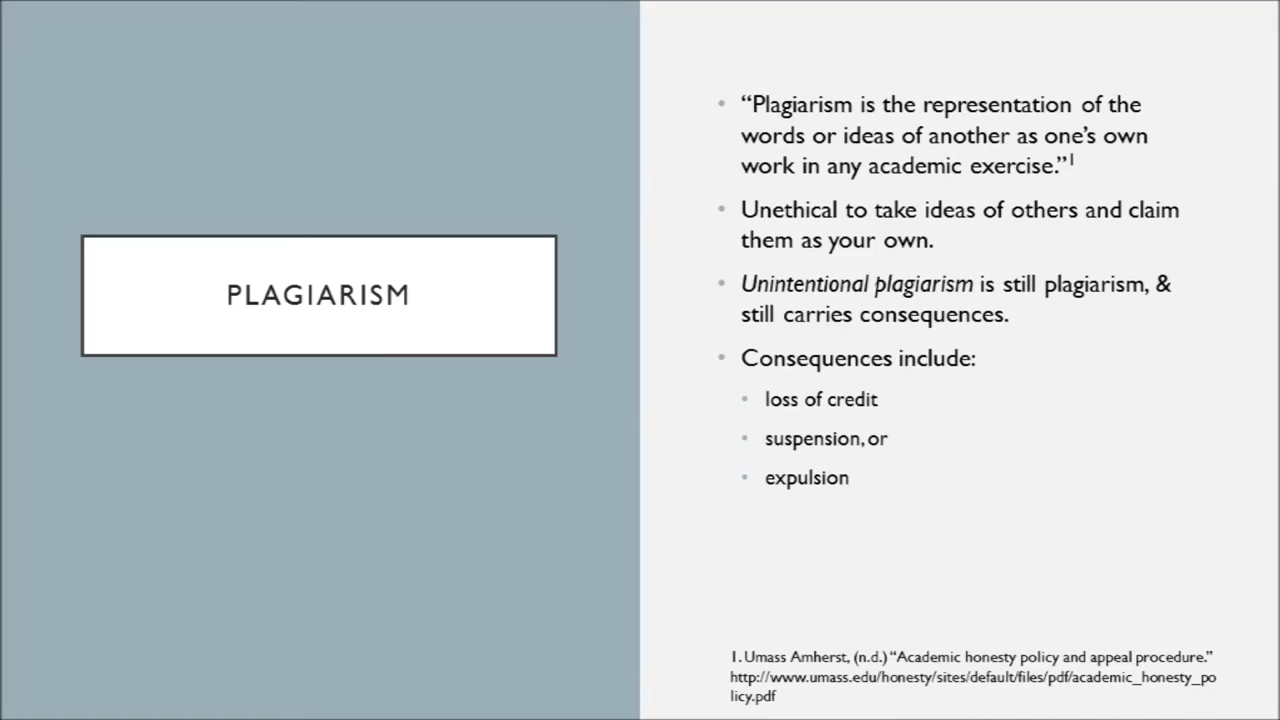 PLAGIARISM
• “Plagiarism is the representation of the
words or ideas of another as one’s own
work in any academic exercise.”1
• Unethical to take ideas of others and claim
them as your own.
• Unintentional plagiarism is still plagiarism, &
still carries consequences.
• Consequences include:
• loss of credit
• suspension, or
• expulsion
1. Umass Amherst, (n.d.) “Academic honesty policy and appeal procedure.”
http://www.umass.edu/honesty/sites/default/files/pdf/academic_honesty_po
licy.pdf